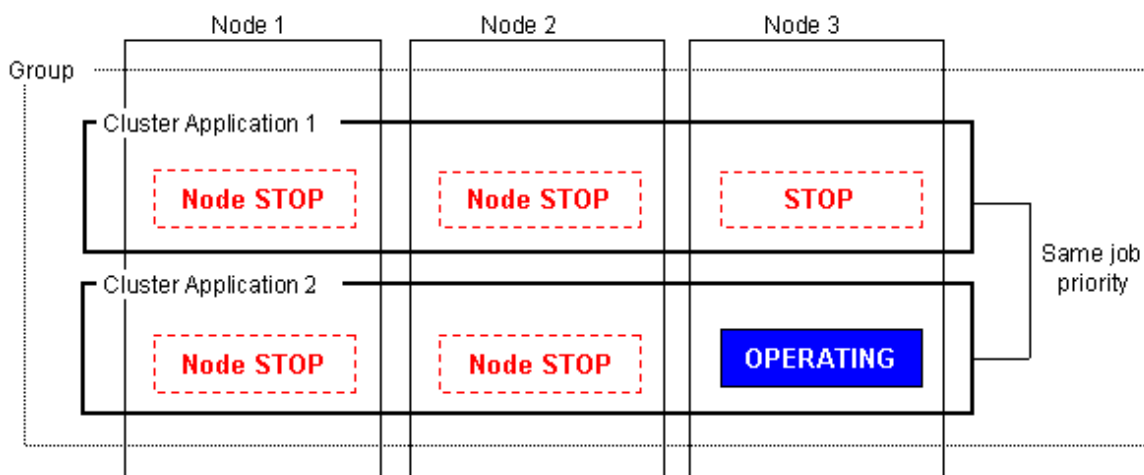 Node 1 Node 2 Node 3
Group
Cluster Application 1
Node STOP Node STOP STOP
Same job
priority
Cluster Application 2
Node STOP Node STOP OPERATING